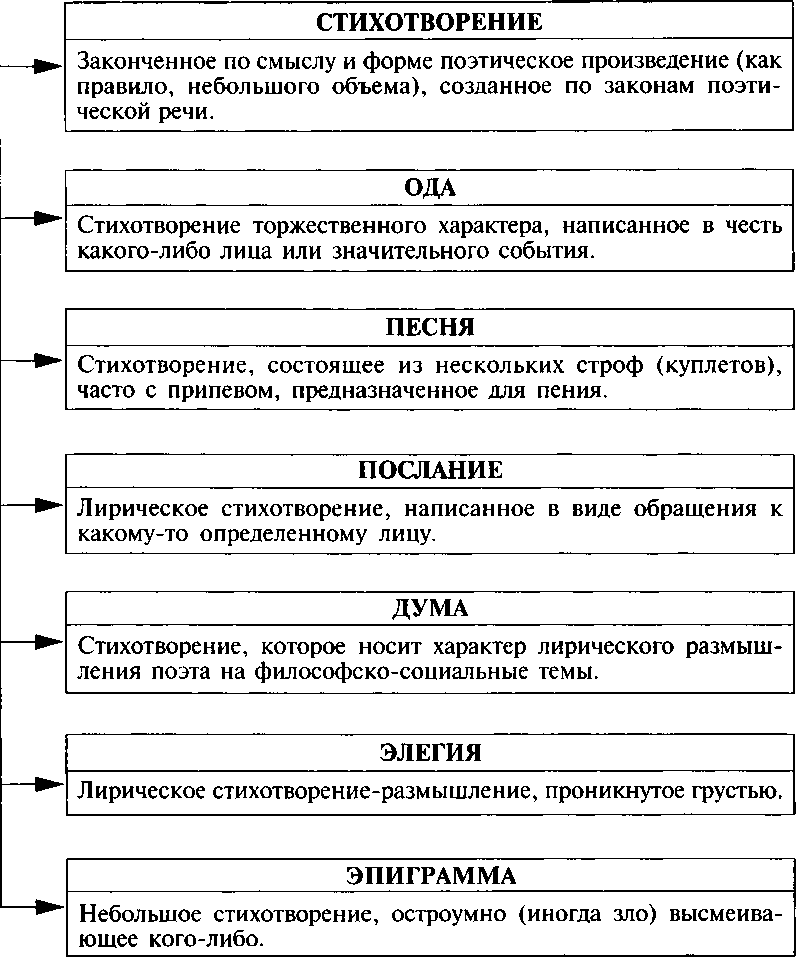 СТИХОТВОРЕНИЕ
Законченное по смыслу и форме поэтическое произведение (как
правило, небольшого объема), созданное по законам поэти-
ческой речи.
ОДА
Стихотворение торжественного характера, написанное в честь
какого-либо лица или значительного события.
ПЕСНЯ
Стихотворение, состоящее из нескольких строф (куплетов),
часто с припевом, предназначенное для пения.
ПОСЛАНИЕ
Лирическое стихотворение, написанное в виде обращения к
какому-то определенному лицу.
ДУМА
Стихотворение, которое носит характер лирического размыш-
ления поэта на философско-социальные темы.
ЭЛЕГИЯ
Лирическое стихотворение-размышление, проникнутое грустью.
ЭПИГРАММА
Небольшое стихотворение, остроумно (иногда зло) высмеива-
ющее кого-либо.